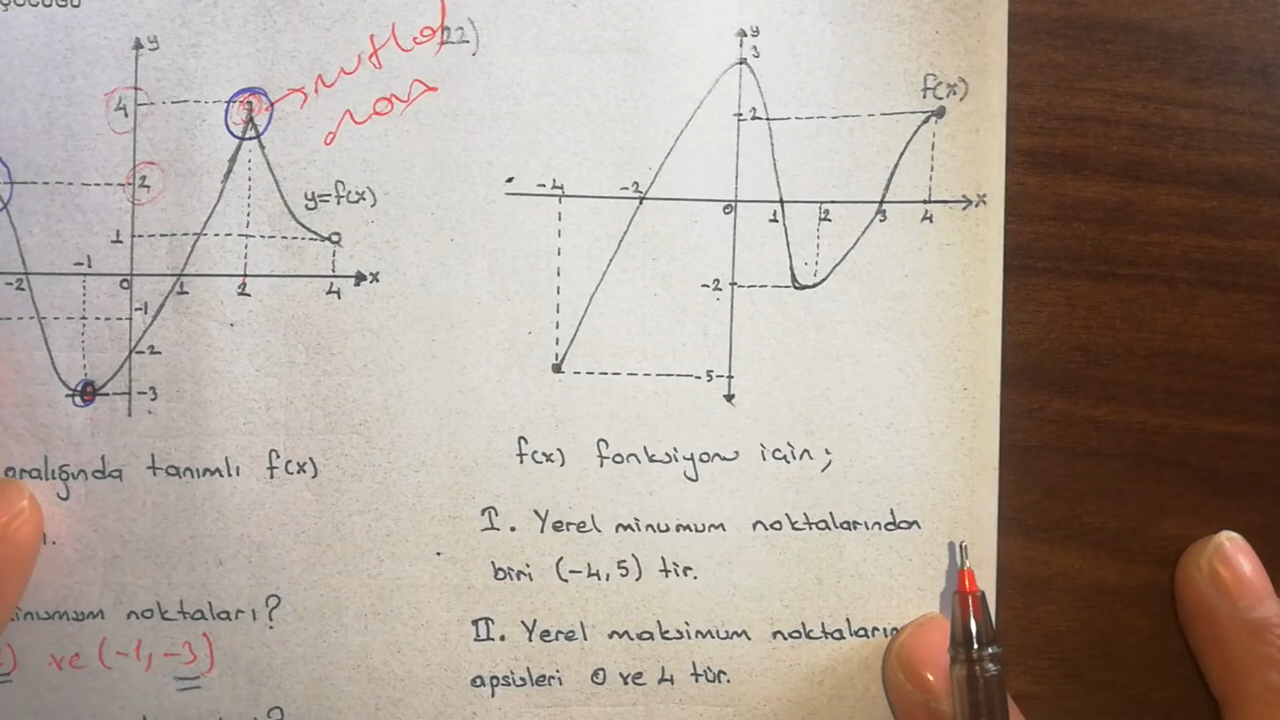 y
4
2
1
-1
-2
0
1
2
4
x
-1
-2
-3
y=f(x)
22)
y
3
2
f(x)
-4
-2
0
1
2
3
4
x
-2
-5
aralığında tanımlı f(x)
inumum noktaları?
ve (-1, -3)
f(x) fonksiyonu için;
I. Yerel minumum noktalarından
biri (-4,5) tir.
II. Yerel maksimum
apsisleri 0 ve 4 tür.